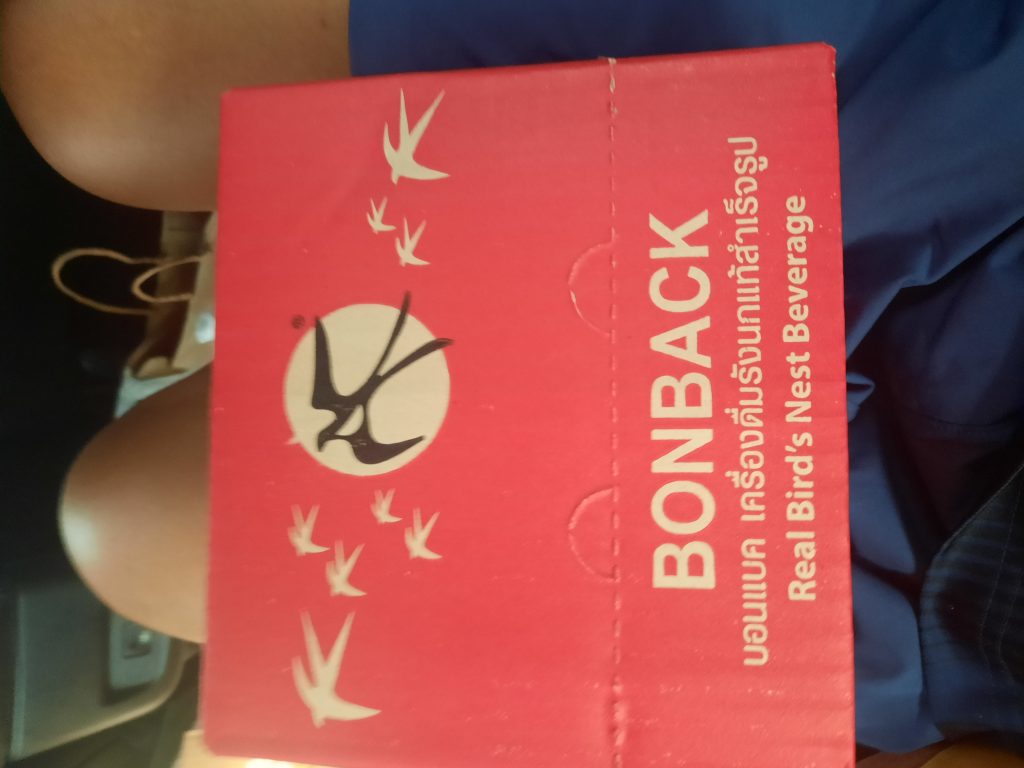 ®
BONBACK
บอนแบค เครื่องดื่มรังนกแท้สำเร็จรูป
Real Bird's Nest Beverage